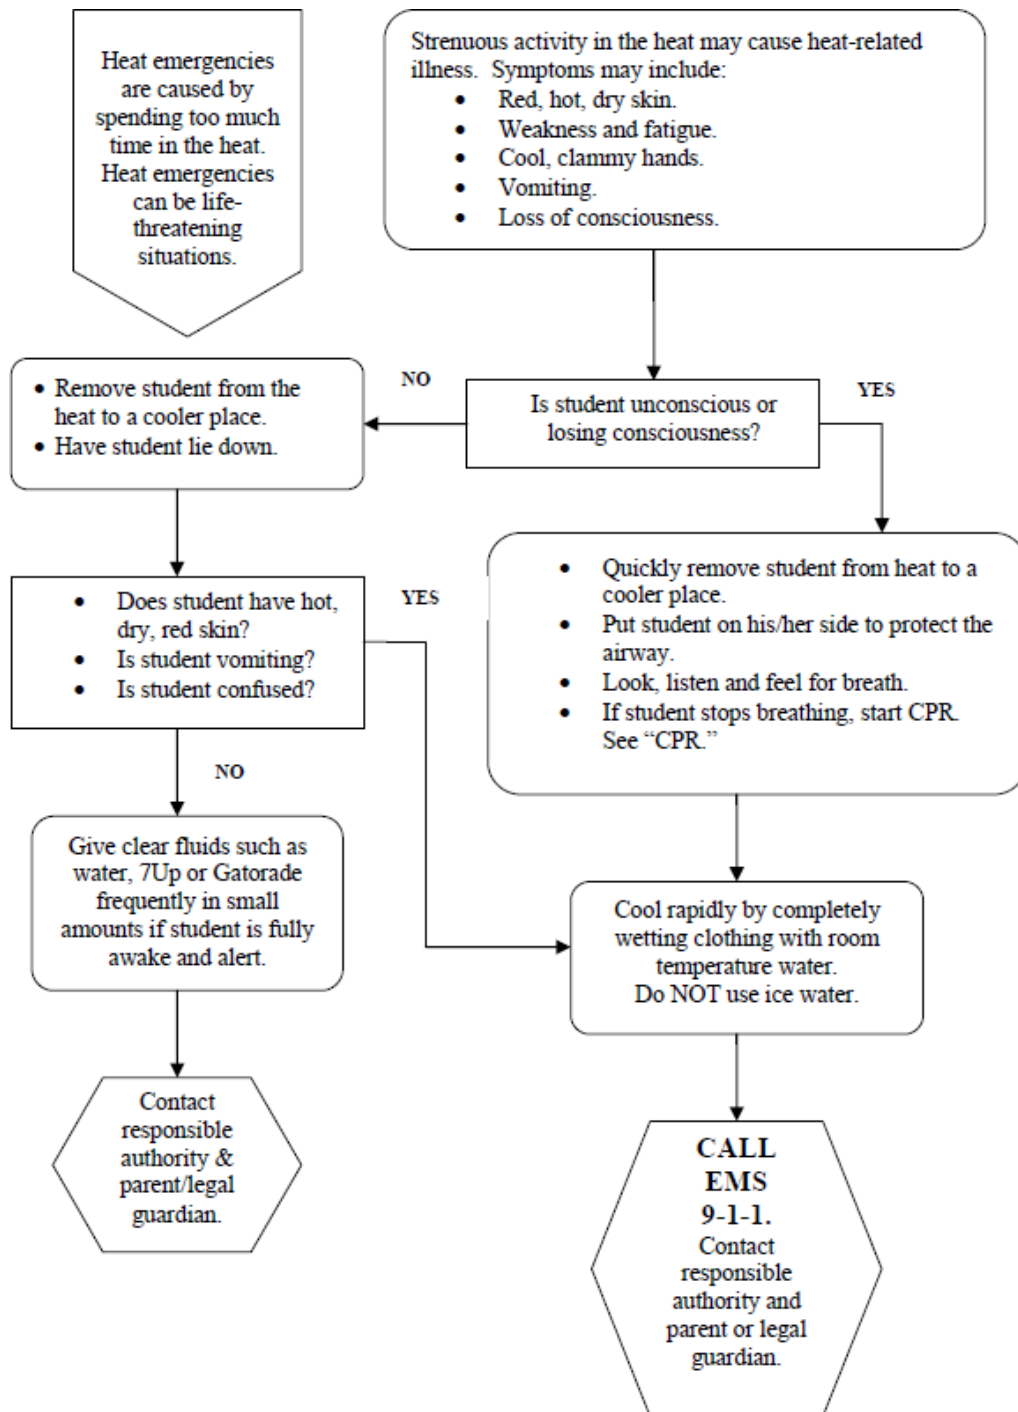 Heat emergencies
are caused by
spending too much
time in the heat.
Heat emergencies
can be life-
threatening
situations.
Strenuous activity in the heat may cause heat-related
illness.  Symptoms may include:
• Red, hot, dry skin.
• Weakness and fatigue.
• Cool, clammy hands.
• Vomiting.
• Loss of consciousness.
Is student unconscious or
losing consciousness?
NO
YES
• Remove student from the
heat to a cooler place.
• Have student lie down.
• Quickly remove student from heat to a
cooler place.
• Put student on his/her side to protect the
airway.
• Look, listen and feel for breath.
• If student stops breathing, start CPR.
See “CPR.”
• Does student have hot,
dry, red skin?
• Is student vomiting?
• Is student confused?
YES
NO
Give clear fluids such as
water, 7Up or Gatorade
frequently in small
amounts if student is fully
awake and alert.
Cool rapidly by completely
wetting clothing with room
temperature water.
Do NOT use ice water.
Contact
responsible
authority &
parent/legal
guardian.
CALL
EMS
9-1-1.
Contact
responsible
authority and
parent or legal
guardian.